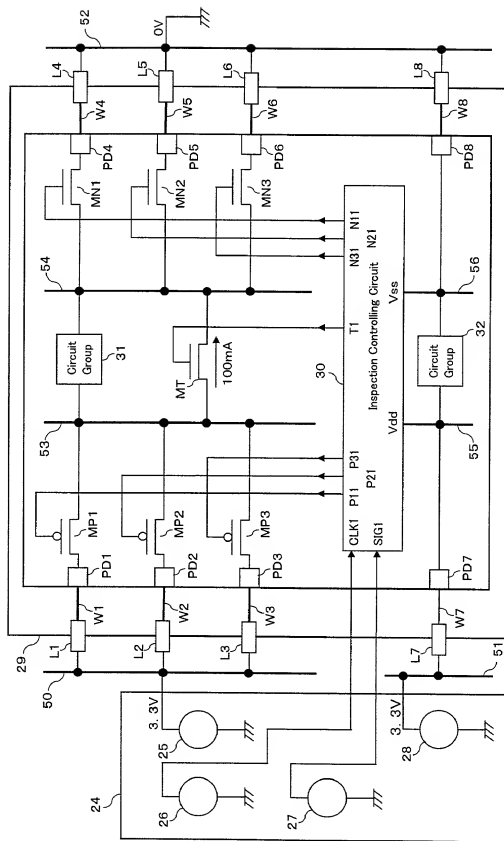 52
0V
L4
L5
L6
L8
W4
W5
W6
W8
PD4
PD5
PD6
PD8
MN1
MN2
MN3
N11
N21
N31
54
56
Vss
T1
Circuit
Group
31
MT
100mA
30
Inspection Controlling Circuit
Circuit
Group
32
53
55
Vdd
P31
P21
P11
CLK1
SIG1
MP1
MP2
MP3
PD1
PD2
PD3
PD7
W1
W2
W3
W7
29
L1
L2
L3
L7
50
51
3. 3V
3. 3V
24
25
26
27
28